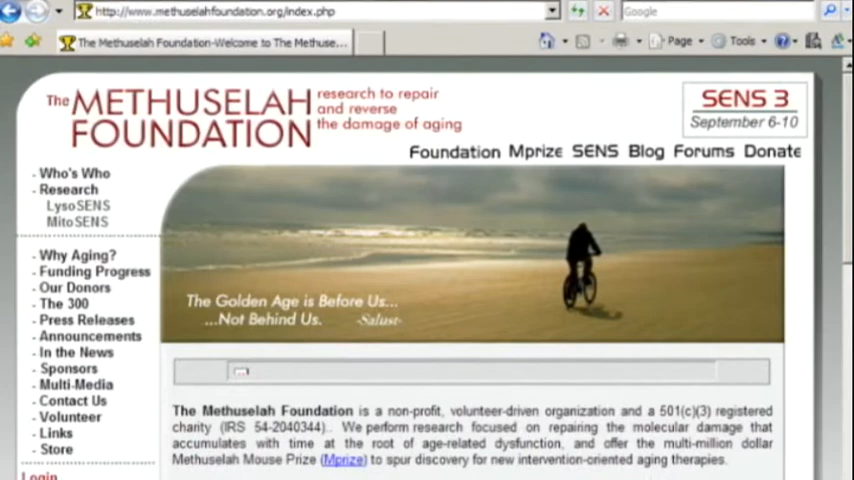 http://www.methuselahfoundation.org/index.php
Google
The Methuselah Foundation-Welcome to The Methuse...
Page
Tools
The METHUSELAH FOUNDATION
research to repair
and reverse
the damage of aging
SENS 3
September 6-10
Foundation Mprize SENS Blog Forums Donate
- Who's Who
- Research
LysoSENS
MitoSENS
- Why Aging?
- Funding Progress
- Our Donors
- The 300
- Press Releases
- Announcements
- In the News
- Sponsors
- Multi-Media
- Contact Us
- Volunteer
- Links
- Store
Login
The Golden Age is Before Us...
...Not Behind Us. -Salust-
The Methuselah Foundation is a non-profit, volunteer-driven organization and a 501(c)(3) registered
charity (IRS 54-2040344).. We perform research focused on repairing the molecular damage that
accumulates with time at the root of age-related dysfunction, and offer the multi-million dollar
Methuselah Mouse Prize (Mprize) to spur discovery for new intervention-oriented aging therapies.